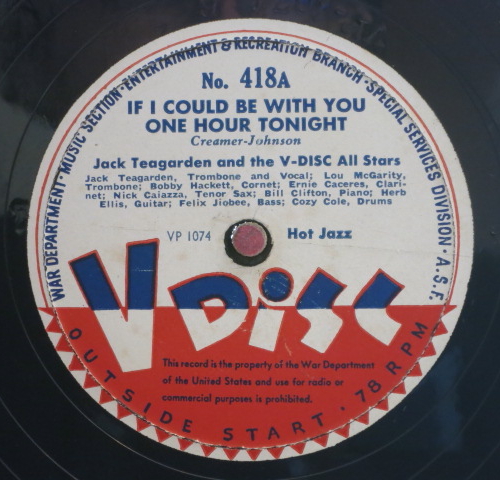 WAR DEPARTMENT · MUSIC SECTION · ENTERTAINMENT & RECREATION BRANCH · SPECIAL SERVICES DIVISION · A.S.F.
No. 418A
IF I COULD BE WITH YOU
ONE HOUR TONIGHT
Creamer-Johnson
Jack Teagarden and the V-DISC All Stars
Jack Teagarden, Trombone and Vocal; Lou McGarity,
Trombone; Bobby Hackett, Cornet; Ernie Caceres, Clari-
net; Nick Caiazza, Tenor Sax; Bill Clifton, Piano; Herb
Ellis, Guitar; Felix Jiobee, Bass; Cozy Cole, Drums
VP 1074 Hot Jazz
V DISC
This record is the property of the War Department
of the United States and use for radio or
commercial purposes is prohibited.
OUTSIDE START · 78 RPM